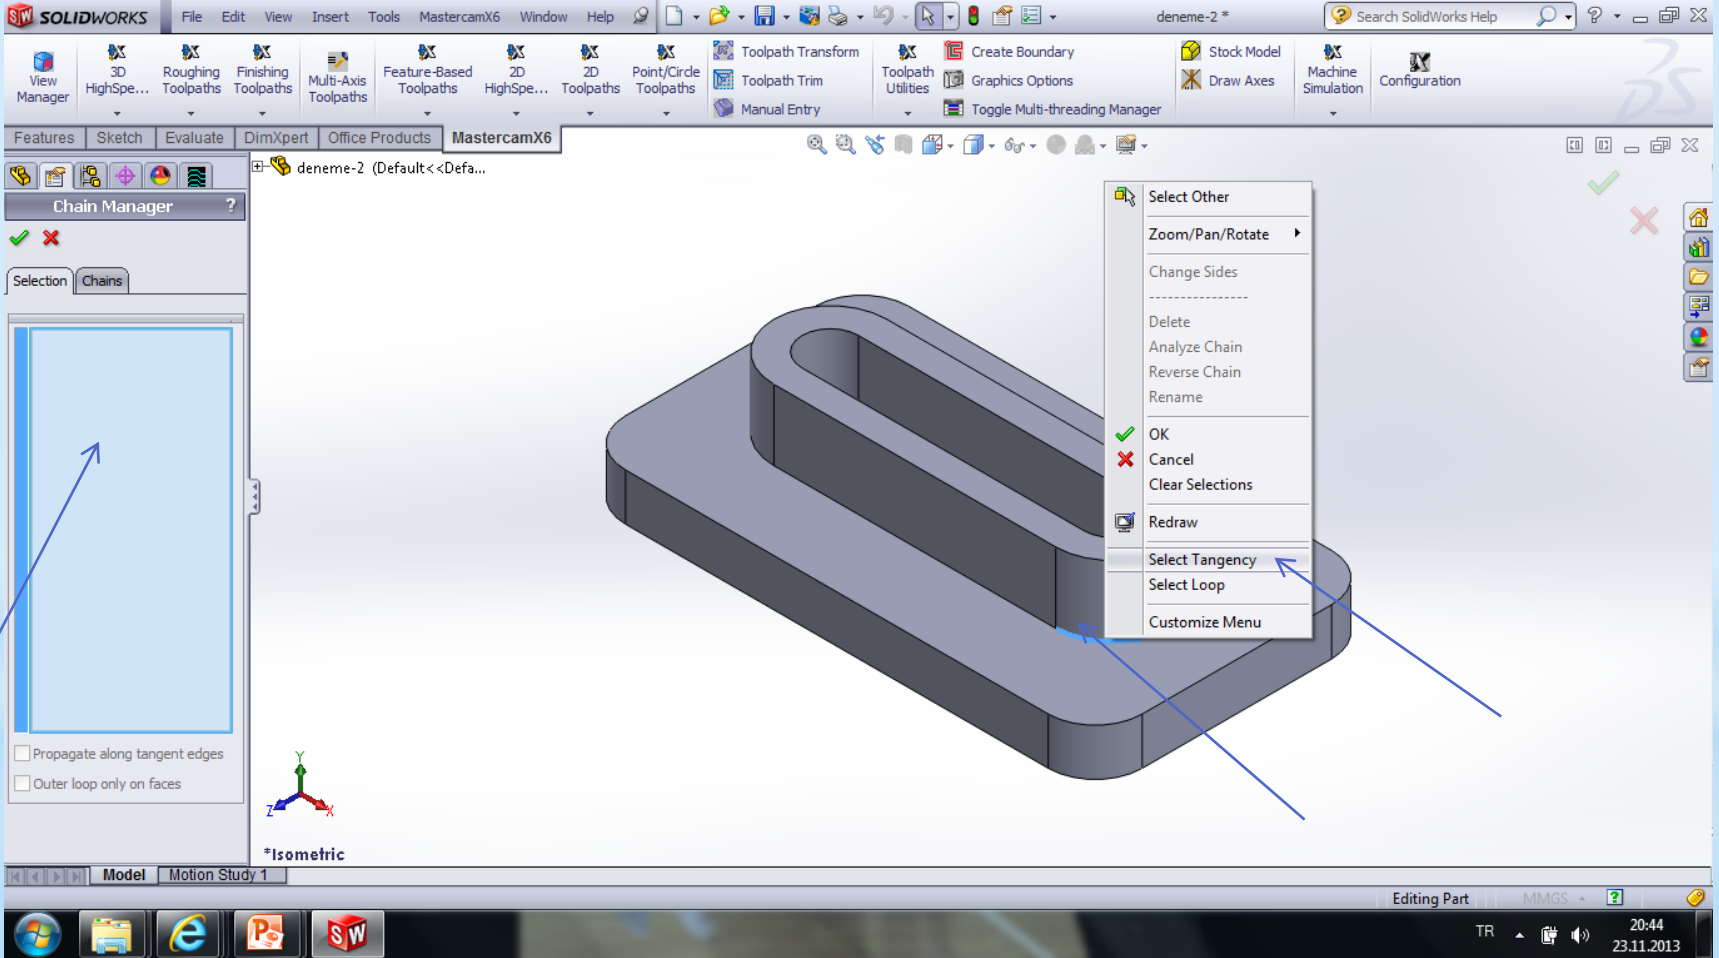 SOLIDWORKS File Edit View Insert Tools MastercamX6 Window Help deneme-2 * Search SolidWorks Help
View Manager
3D HighSpe...
Roughing Toolpaths
Finishing Toolpaths
Multi-Axis Toolpaths
Feature-Based Toolpaths
2D HighSpe...
2D Toolpaths
Point/Circle Toolpaths
Toolpath Transform
Toolpath Trim
Manual Entry
Toolpath Utilities
Create Boundary
Graphics Options
Toggle Multi-threading Manager
Stock Model
Draw Axes
Machine Simulation
Configuration
Features Sketch Evaluate DimXpert Office Products MastercamX6
deneme-2 (Default<<Defa...
Chain Manager ?
Selection Chains
Propagate along tangent edges
Outer loop only on faces
Select Other
Zoom/Pan/Rotate
Change Sides
----------------
Delete
Analyze Chain
Reverse Chain
Rename
OK
Cancel
Clear Selections
Redraw
Select Tangency
Select Loop
Customize Menu
Y
Z X
*Isometric
Model Motion Study 1
Editing Part MMGS
TR 20:44
23.11.2013